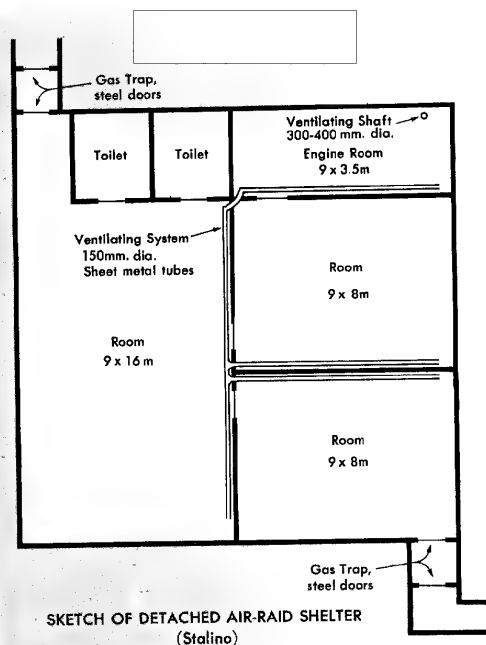 Gas Trap,
steel doors
Ventilating Shaft
300-400 mm. dia.
Engine Room
9 x 3.5m
Toilet
Toilet
Ventilating System
150mm. dia.
Sheet metal tubes
Room
9 x 8m
Room
9 x 16 m
Room
9 x 8m
Gas Trap,
steel doors
SKETCH OF DETACHED AIR-RAID SHELTER
(Stalino)